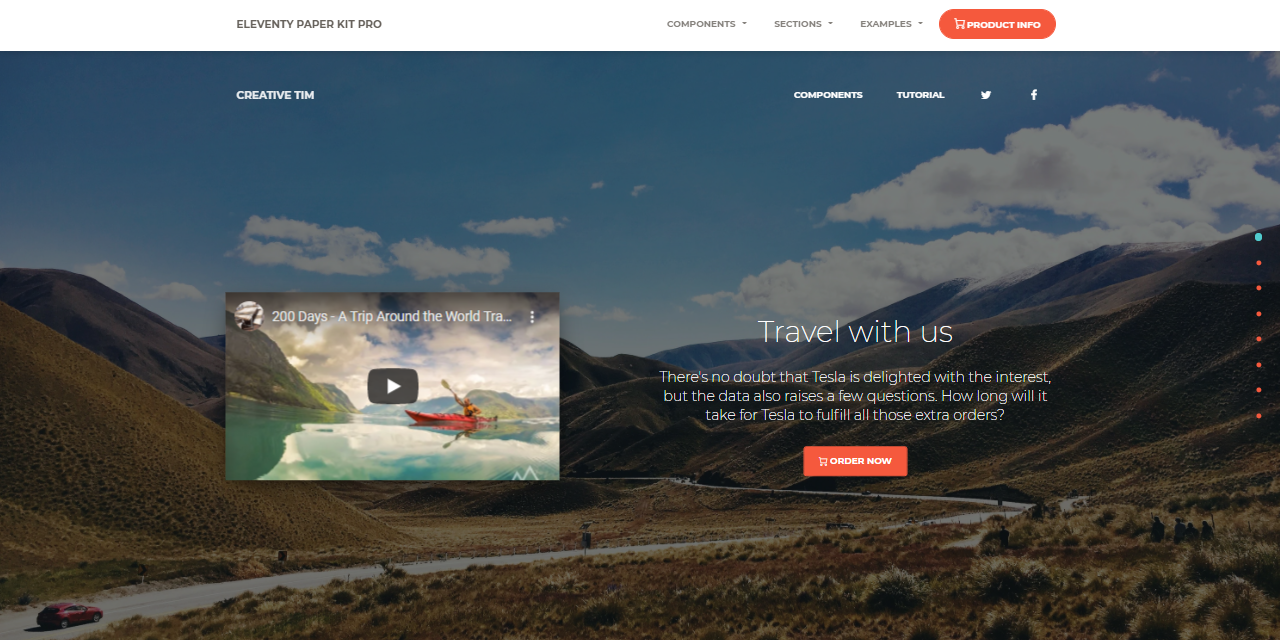 ELEVENTY PAPER KIT PRO
COMPONENTS
SECTIONS
EXAMPLES
PRODUCT INFO
CREATIVE TIM
COMPONENTS
TUTORIAL
200 Days - A Trip Around the World Tra...
Travel with us
There's no doubt that Tesla is delighted with the interest,
but the data also raises a few questions. How long will it
take for Tesla to fulfill all those extra orders?
ORDER NOW